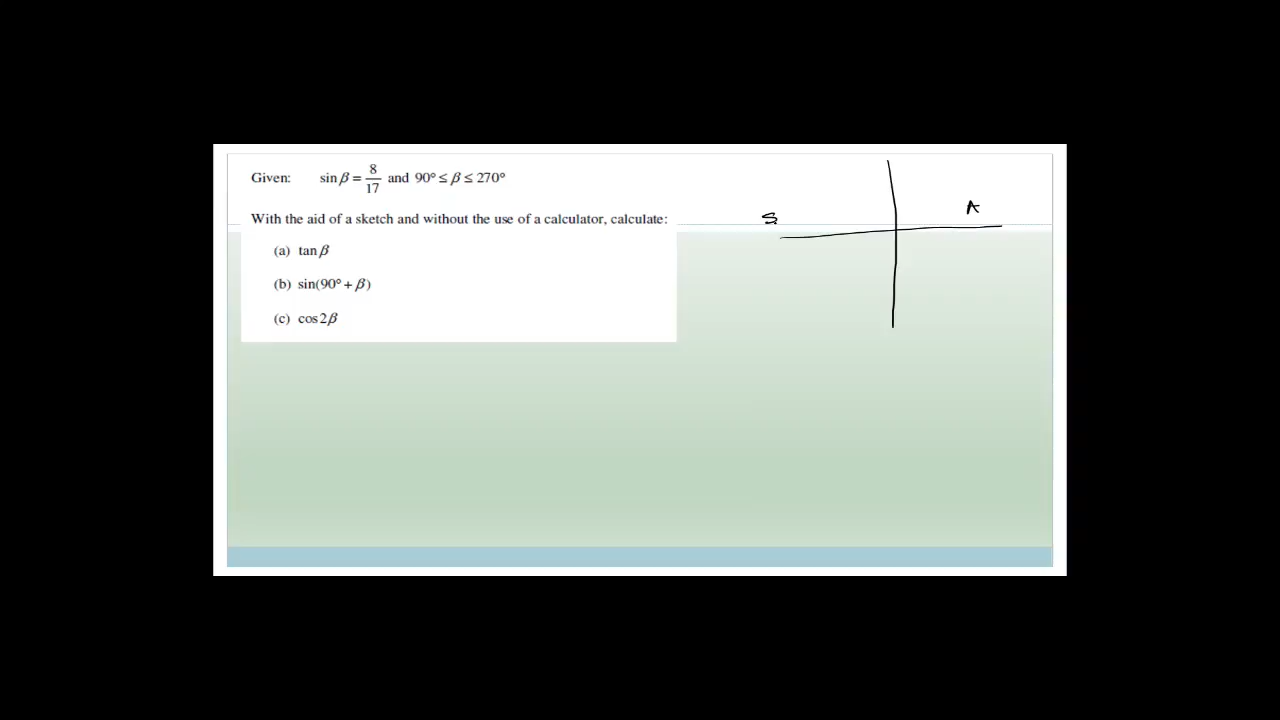 Given: sin β = 8/17 and 90° ≤ β ≤ 270°
With the aid of a sketch and without the use of a calculator, calculate:
(a) tan β
(b) sin(90° + β)
(c) cos 2β
S A